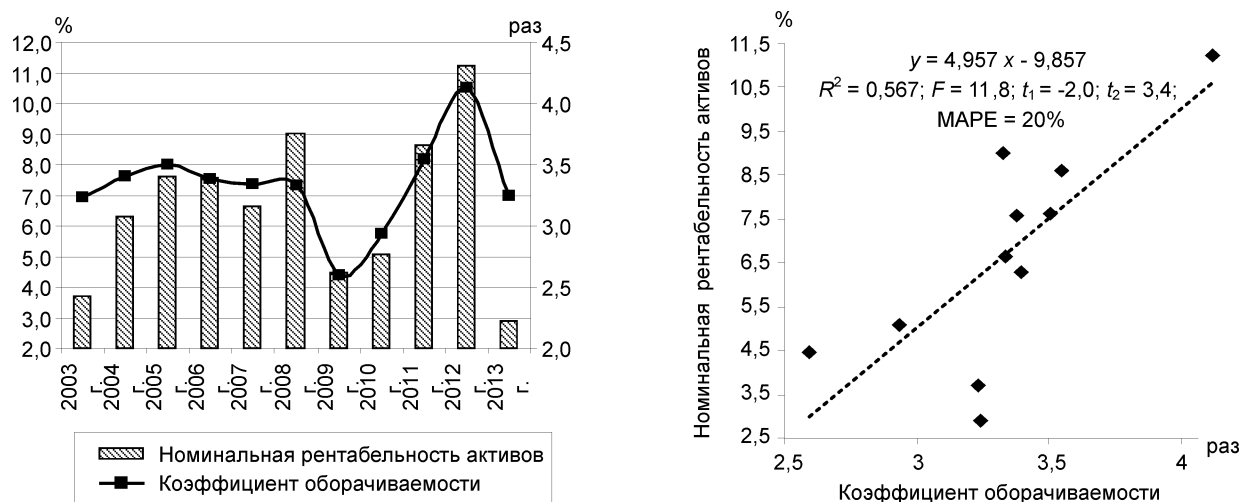 % раз
12,0 4,5
11,0
10,0 4,0
9,0
8,0 3,5
7,0
6,0 3,0
5,0
4,0 2,5
3,0
2,0 2,0
2003 г.
2004 г.
2005 г.
2006 г.
2007 г.
2008 г.
2009 г.
2010 г.
2011 г.
2012 г.
2013 г.
Номинальная рентабельность активов
Коэффициент оборачиваемости
%
Номинальная рентабельность активов
11,5
10,5
9,5
8,5
7,5
6,5
5,5
4,5
3,5
2,5
y = 4,957 x - 9,857
R² = 0,567; F = 11,8; t₁ = -2,0; t₂ = 3,4;
MAPE = 20%
2,5 3 3,5 4 раз
Коэффициент оборачиваемости